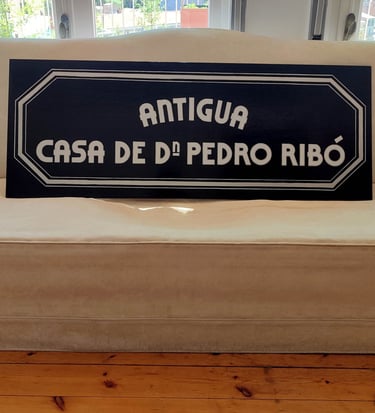 ANTIGUA
CASA DE Dn PEDRO RIBÓ